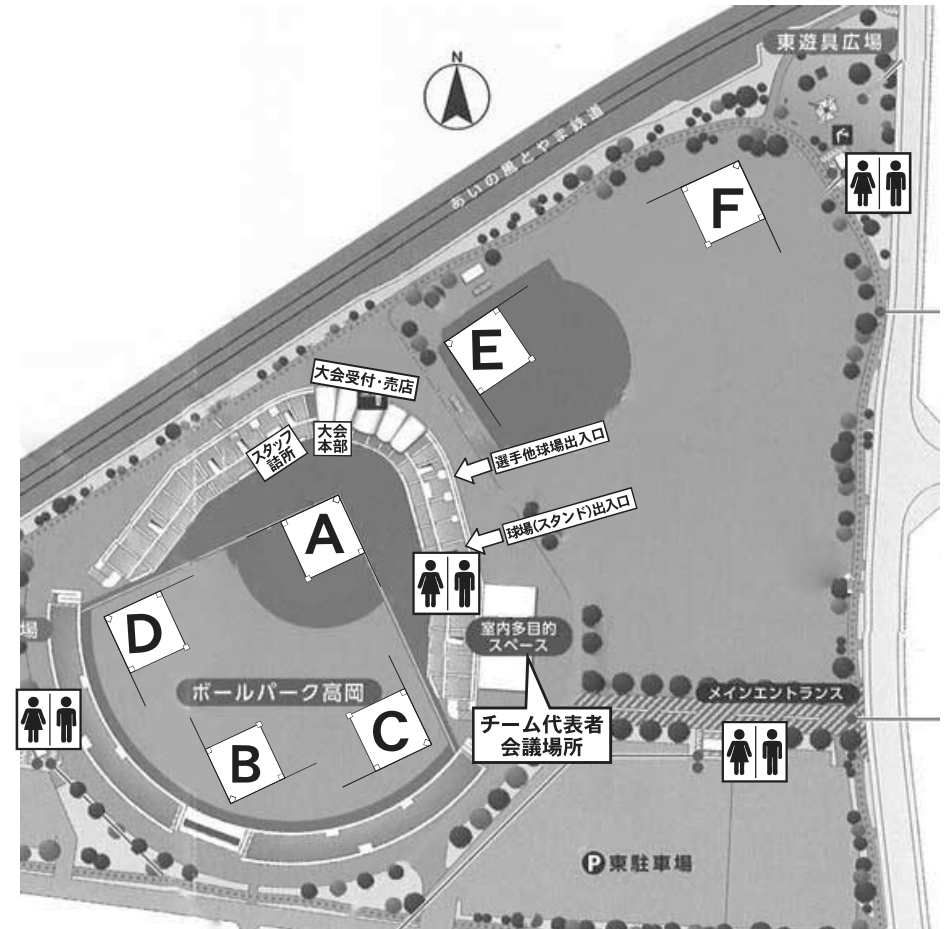 東遊具広場
N
あいの風とやま鉄道
F
E
大会受付・売店
大会
本部
スタッフ
詰所
選手他球場出入口
球場(スタンド)出入口
A
D
場
室内多目的
スペース
ボールパーク高岡
メインエントランス
チーム代表者
会議場所
C
B
P東駐車場